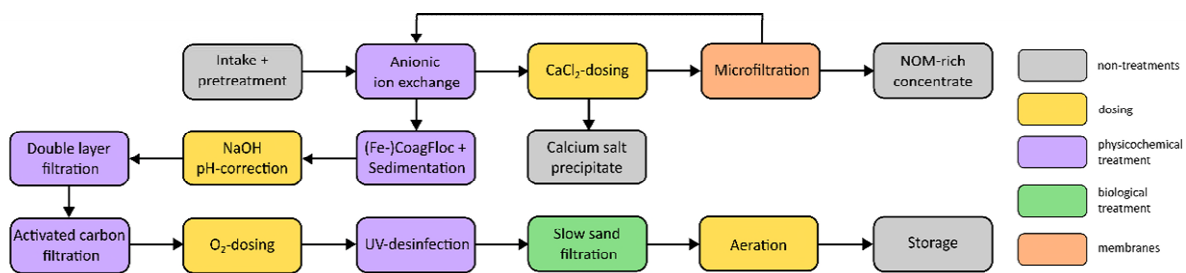 Intake +
pretreatment
Anionic
ion exchange
CaCl₂-dosing
Microfiltration
NOM-rich
concentrate
Double layer
filtration
NaOH
pH-correction
(Fe-)CoagFloc +
Sedimentation
Calcium salt
precipitate
Activated carbon
filtration
O₂-dosing
UV-desinfection
Slow sand
filtration
Aeration
Storage
non-treatments
dosing
physicochemical
treatment
biological
treatment
membranes